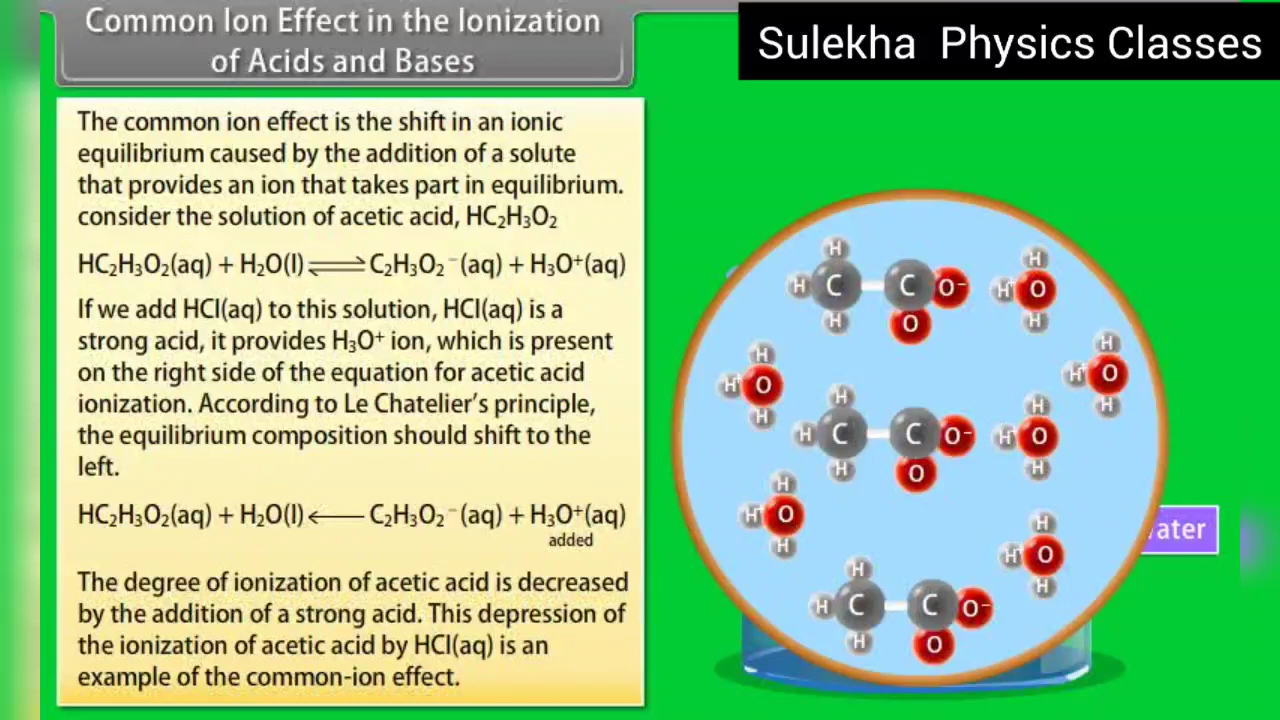 Common Ion Effect in the Ionization
of Acids and Bases
Sulekha Physics Classes
The common ion effect is the shift in an ionic
equilibrium caused by the addition of a solute
that provides an ion that takes part in equilibrium.
consider the solution of acetic acid, HC₂H₃O₂
HC₂H₃O₂(aq) + H₂O(l) ⇌ C₂H₃O₂⁻(aq) + H₃O⁺(aq)
If we add HCl(aq) to this solution, HCl(aq) is a
strong acid, it provides H₃O⁺ ion, which is present
on the right side of the equation for acetic acid
ionization. According to Le Chatelier's principle,
the equilibrium composition should shift to the
left.
HC₂H₃O₂(aq) + H₂O(l) ⟵ C₂H₃O₂⁻(aq) + H₃O⁺(aq)
added
The degree of ionization of acetic acid is decreased
by the addition of a strong acid. This depression of
the ionization of acetic acid by HCl(aq) is an
example of the common-ion effect.
H H
H C C O⁻ H⁺ O
H O H
H H
H⁺ O H⁺ O
H H
H H
H C C O⁻ H⁺ O
H O H
H H
H⁺ O H⁺ O
H H
H
H C C O⁻
H O